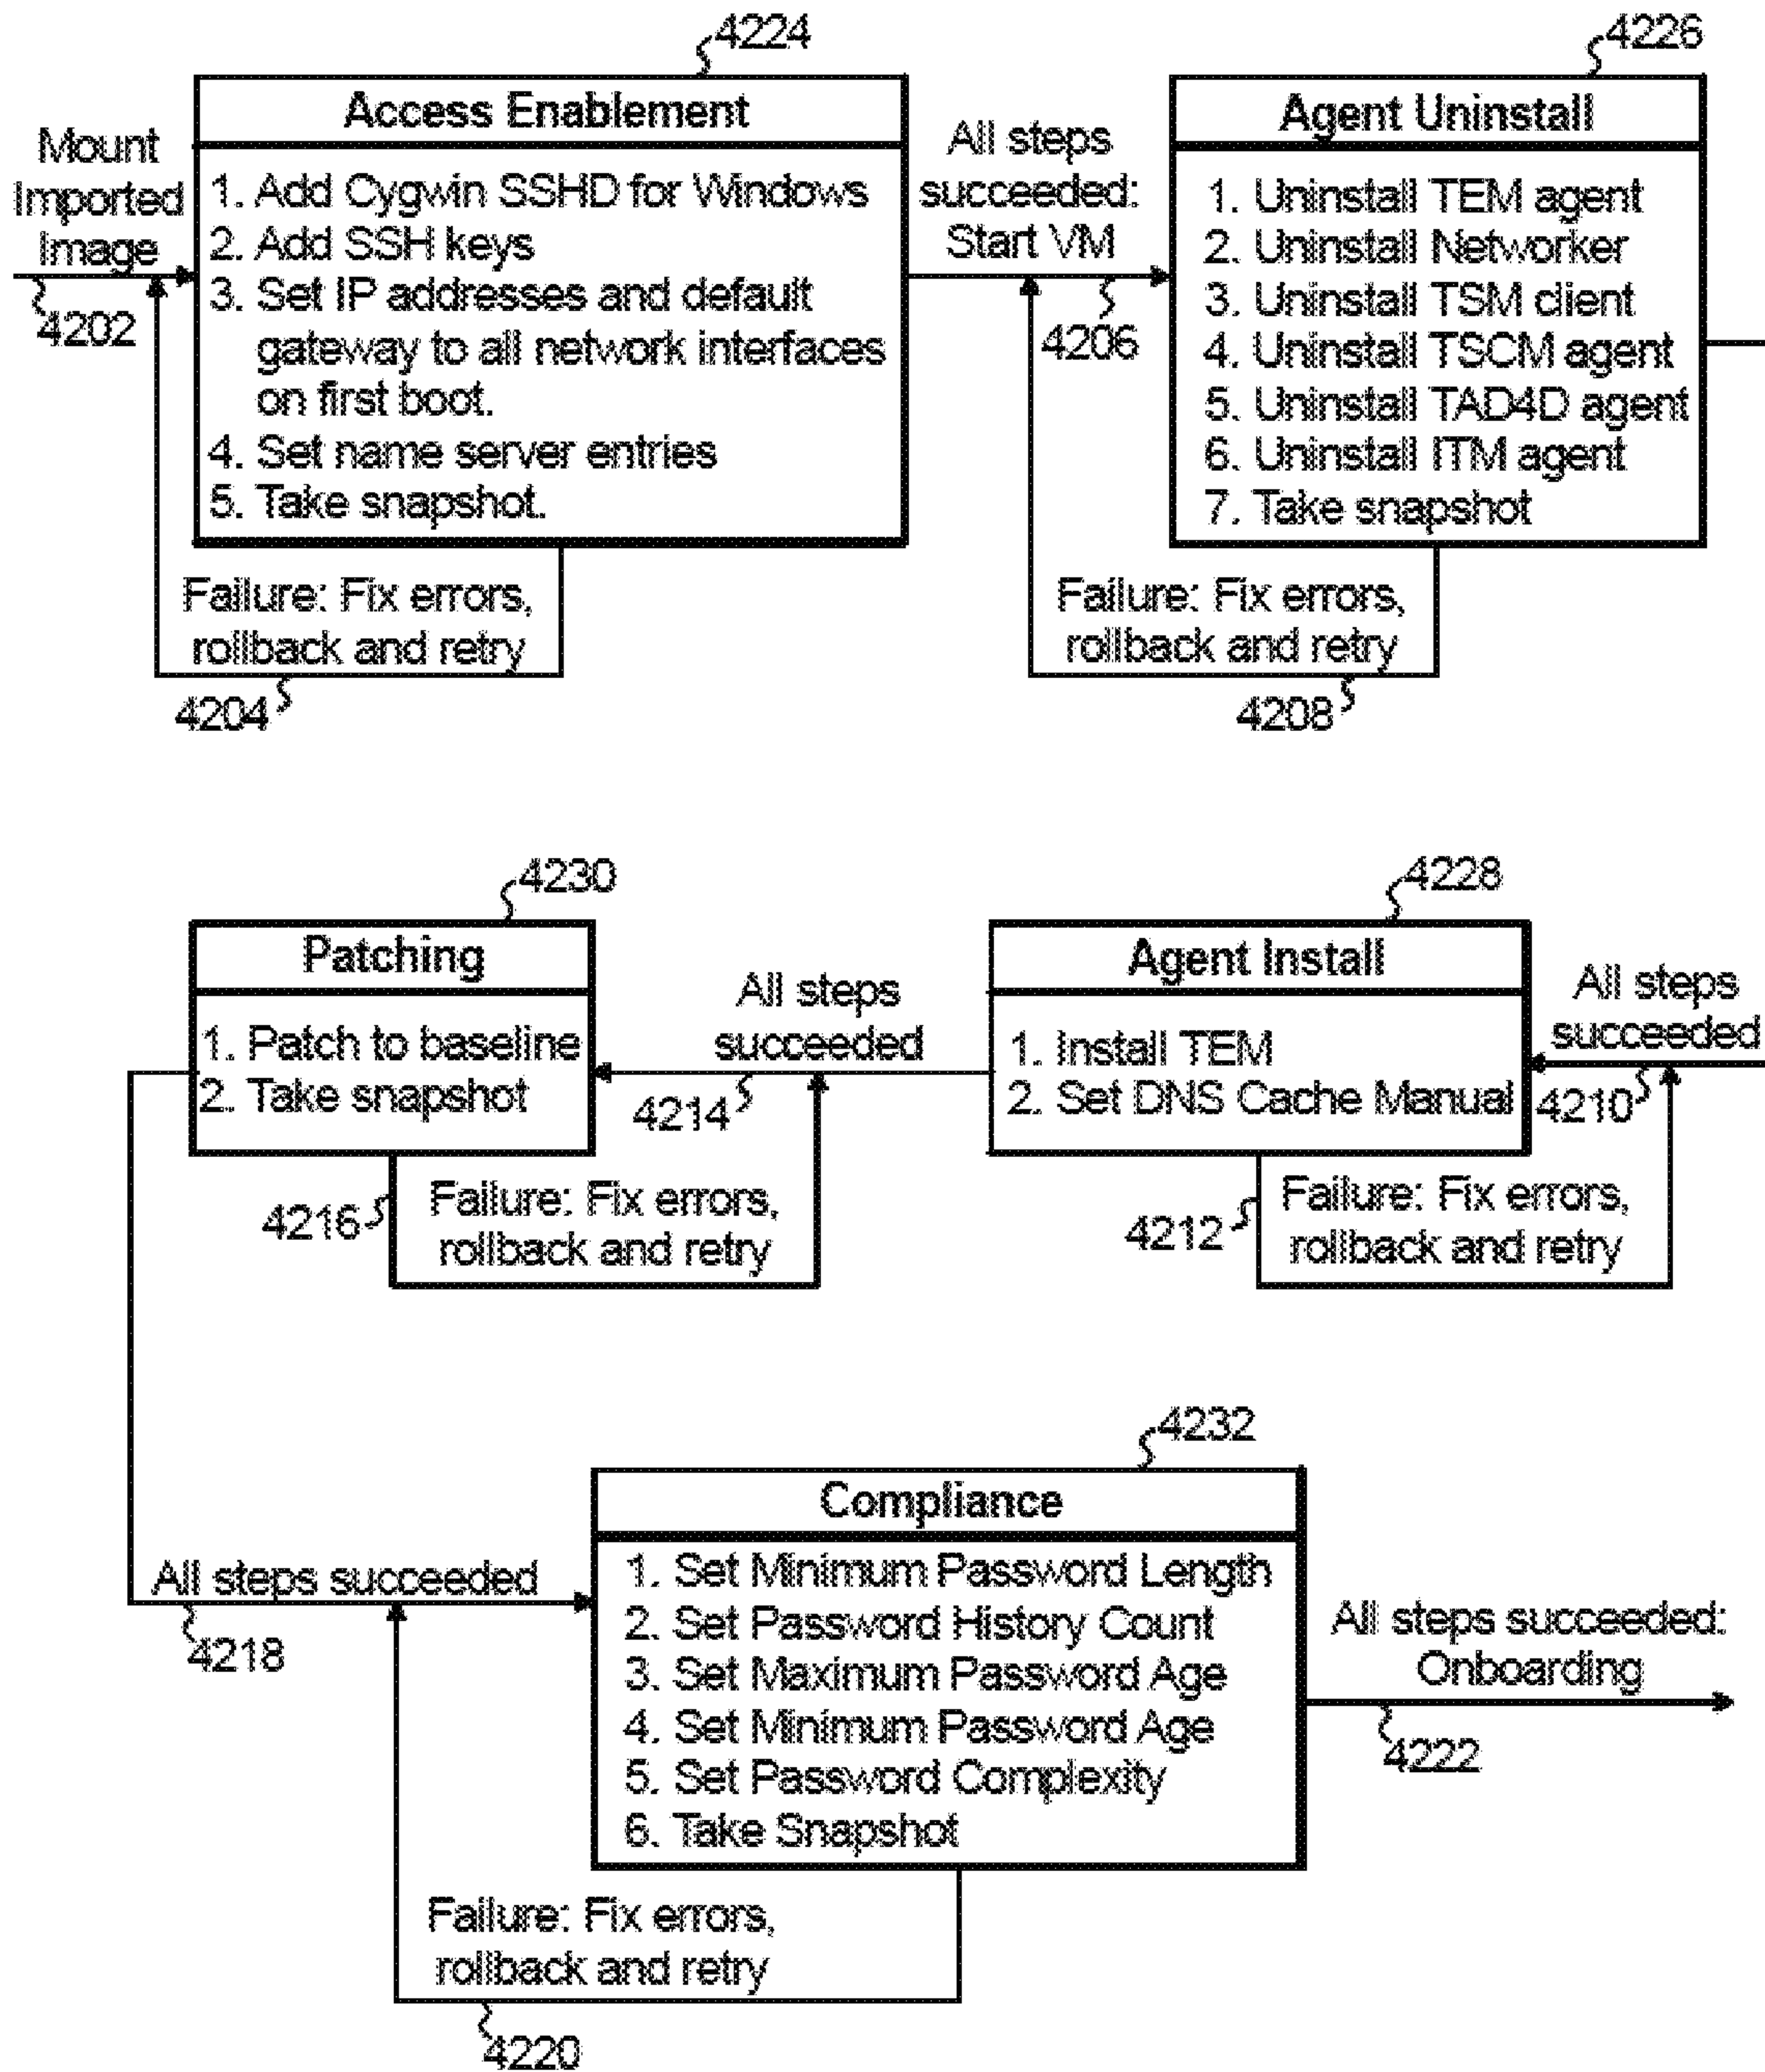 4224
Access Enablement
Mount
Imported
Image
4202
1. Add Cygwin SSHD for Windows
2. Add SSH keys
3. Set IP addresses and default
gateway to all network interfaces
on first boot.
4. Set name server entries
5. Take snapshot.
Failure: Fix errors,
rollback and retry
4204
All steps
succeeded:
Start VM
4206
4226
Agent Uninstall
1. Uninstall TEM agent
2. Uninstall Networker
3. Uninstall TSM client
4. Uninstall TSCM agent
5. Uninstall TAD4D agent
6. Uninstall ITM agent
7. Take snapshot
Failure: Fix errors,
rollback and retry
4208
All steps
succeeded
4210
4228
Agent Install
1. Install TEM
2. Set DNS Cache Manual
4212
Failure: Fix errors,
rollback and retry
All steps
succeeded
4214
4230
Patching
1. Patch to baseline
2. Take snapshot
4216
Failure: Fix errors,
rollback and retry
All steps succeeded
4218
4232
Compliance
1. Set Minimum Password Length
2. Set Password History Count
3. Set Maximum Password Age
4. Set Minimum Password Age
5. Set Password Complexity
6. Take Snapshot
Failure: Fix errors,
rollback and retry
4220
All steps succeeded:
Onboarding
4222